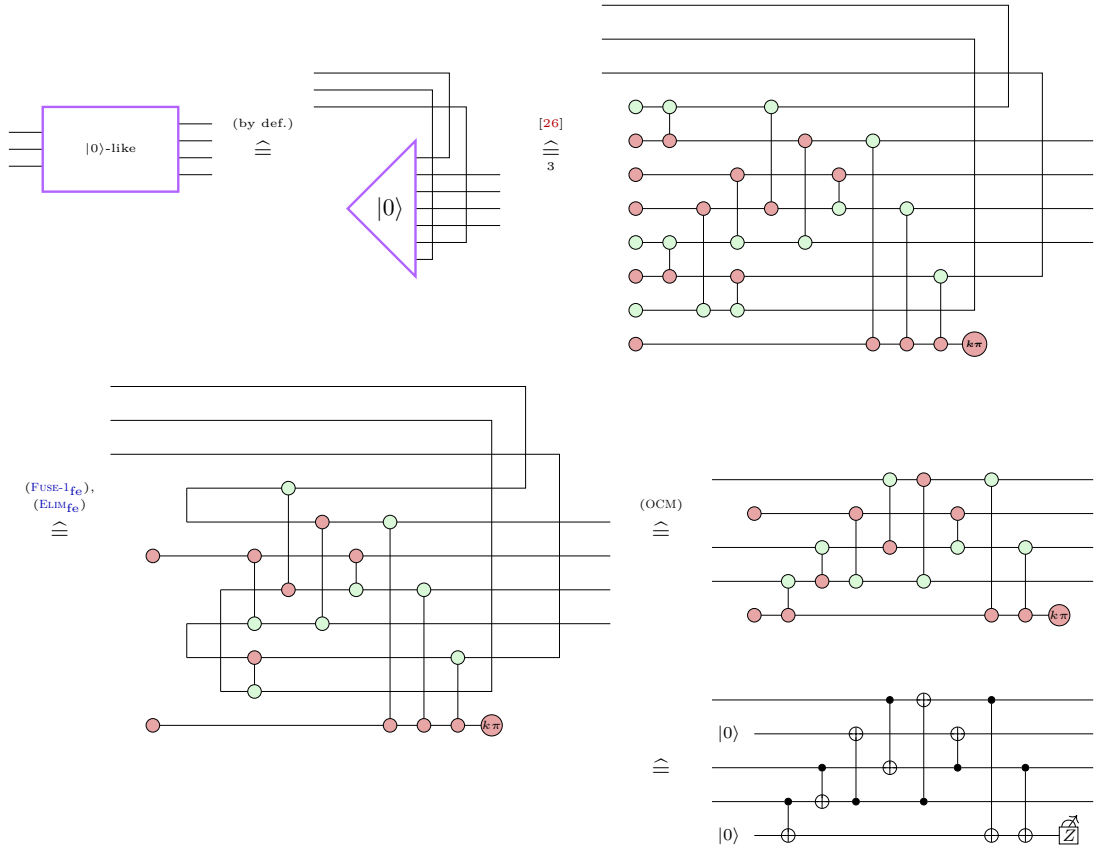 |0⟩-like
(by def.)
≙
|0⟩
[26]
≙
3
kπ
(FUSE-1fe),
(ELIMfe)
≙
kπ
(OCM)
≙
kπ
≙
|0⟩
|0⟩
Z